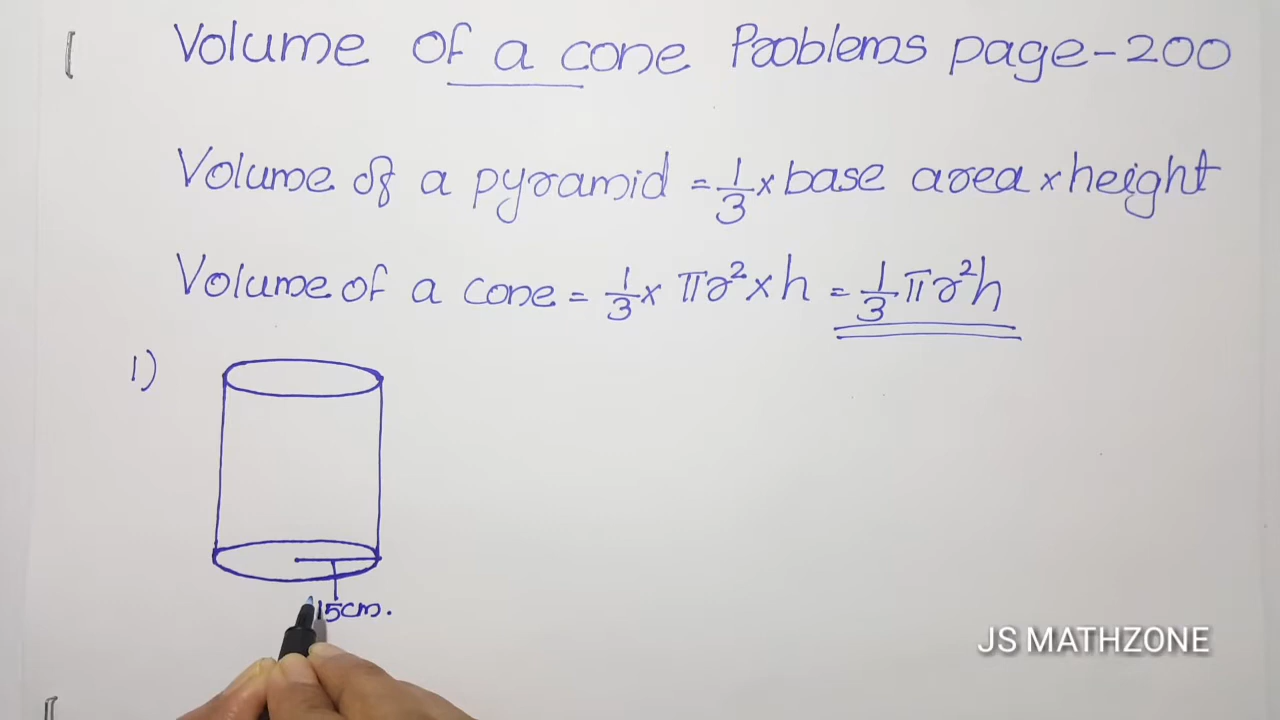 Volume of a cone Problems page-200
Volume of a pyramid = 1/3 × base area × height
Volume of a cone = 1/3 × πr² × h = 1/3 πr²h
1)
15cm.
JS MATHZONE